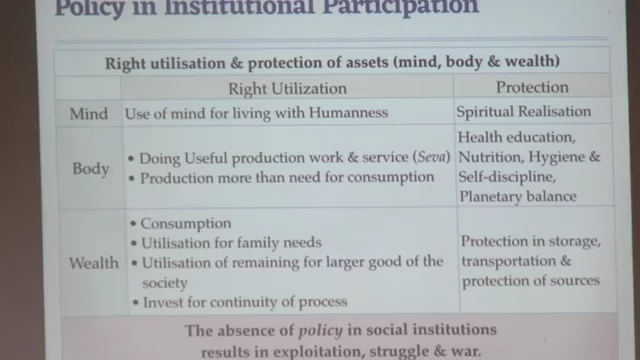 Policy in Institutional Participation
Right utilisation & protection of assets (mind, body & wealth)
Right Utilization Protection
Mind Use of mind for living with Humanness Spiritual Realisation
Body
• Doing Useful production work & service (Seva)
• Production more than need for consumption
Health education,
Nutrition, Hygiene &
Self-discipline,
Planetary balance
Wealth
• Consumption
• Utilisation for family needs
• Utilisation of remaining for larger good of the
society
• Invest for continuity of process
Protection in storage,
transportation &
protection of sources
The absence of policy in social institutions
results in exploitation, struggle & war.